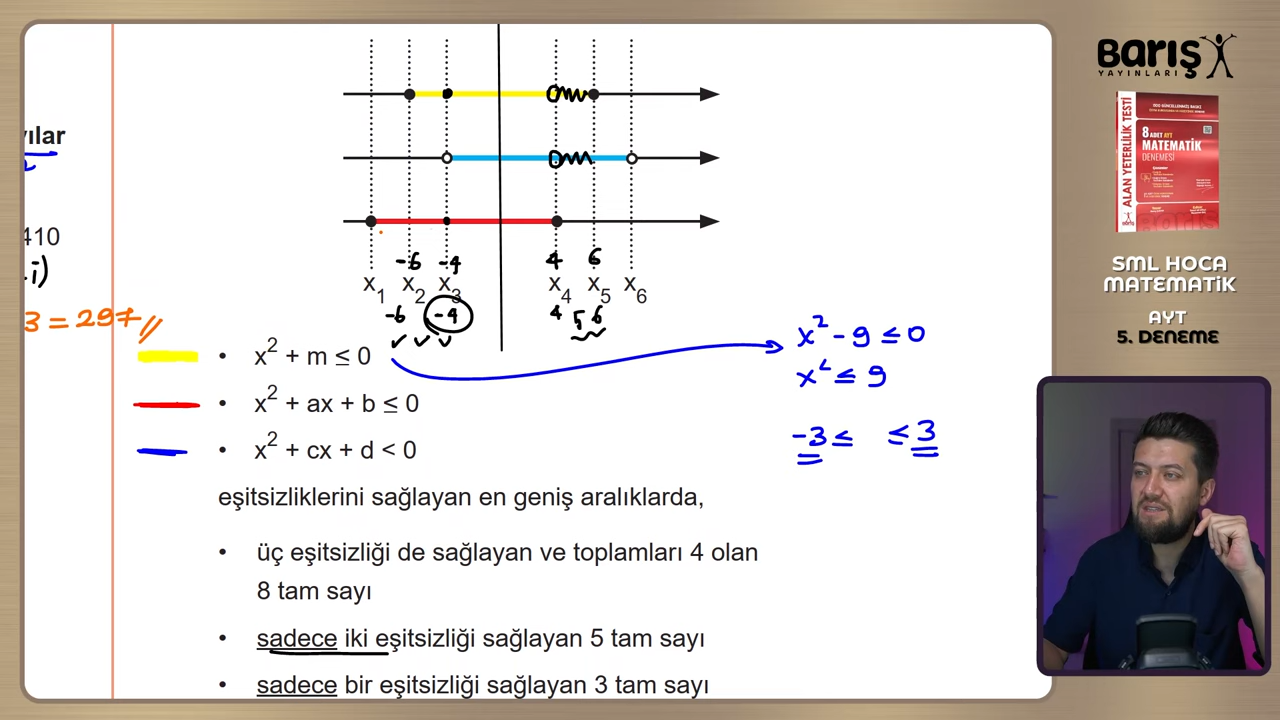 ılar
410
3 = 297 //
-6 -4 4 6
x1 x2 x3 x4 x5 x6
-6 -4 4 5 6
• x² + m ≤ 0
• x² + ax + b ≤ 0
• x² + cx + d < 0
x² - 9 ≤ 0
x² ≤ 9
-3 ≤ ≤ 3
eşitsizliklerini sağlayan en geniş aralıklarda,
• üç eşitsizliği de sağlayan ve toplamları 4 olan
8 tam sayı
• sadece iki eşitsizliği sağlayan 5 tam sayı
• sadece bir eşitsizliği sağlayan 3 tam sayı
BARIŞ
YAYINLARI
ALAN YETERLİLİK TESTİ
8 ADET AYT
MATEMATİK
DENEMESİ
BARIŞ
SML HOCA
MATEMATİK
AYT
5. DENEME